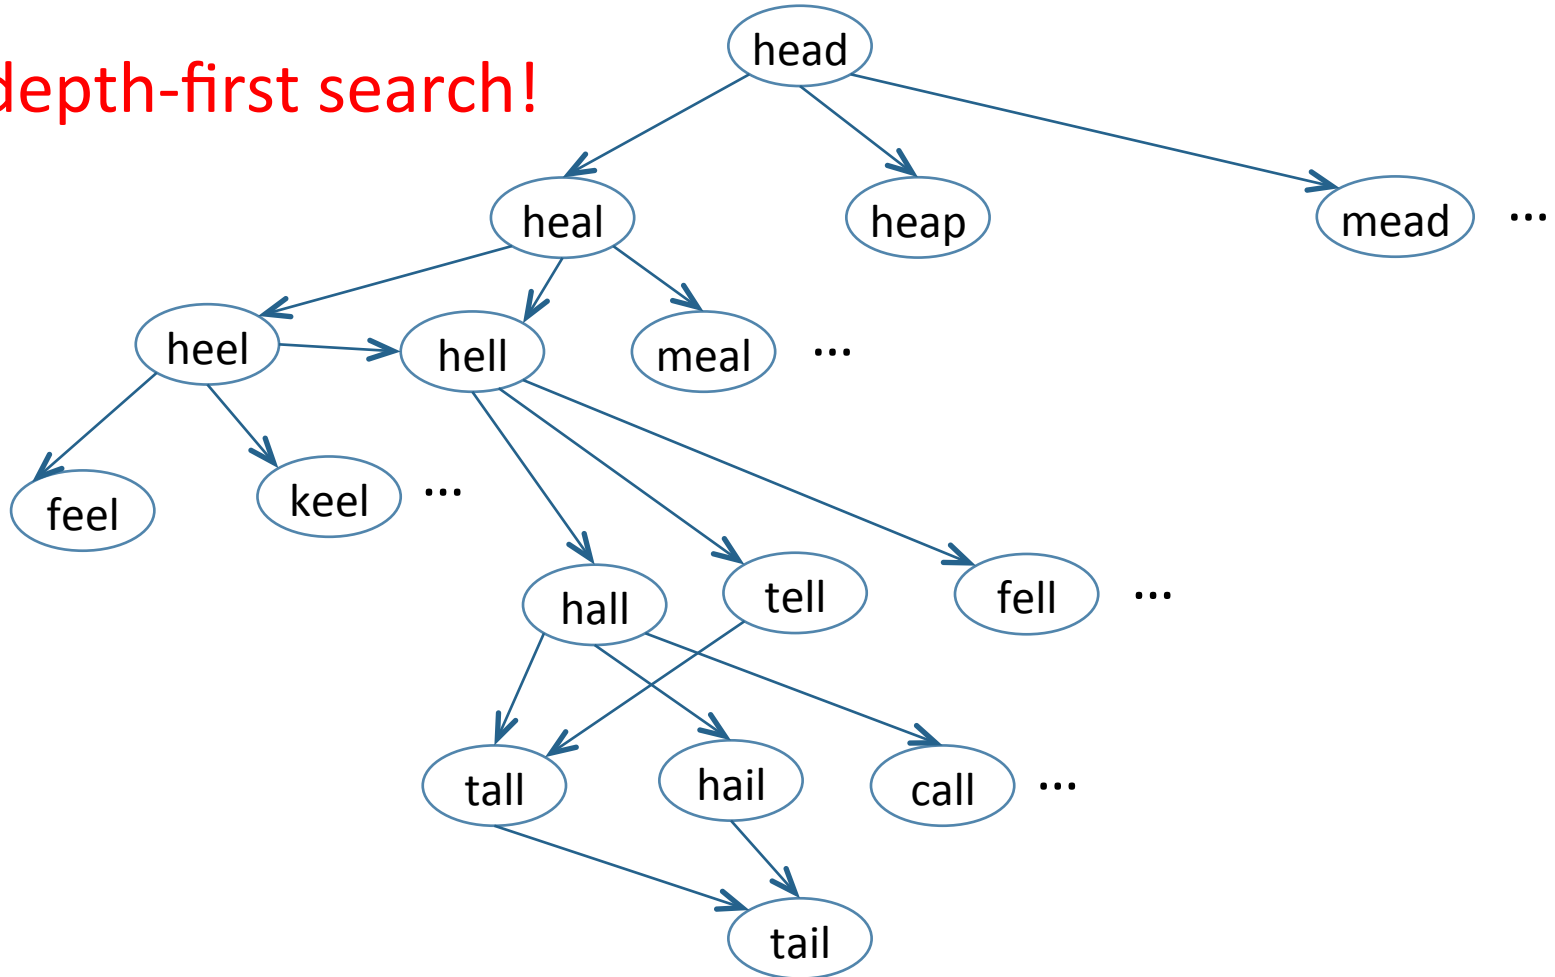 depth-first search!
head
heal heap mead ...
heel hell meal ...
feel keel ...
hall tell fell ...
tall hail call ...
tail